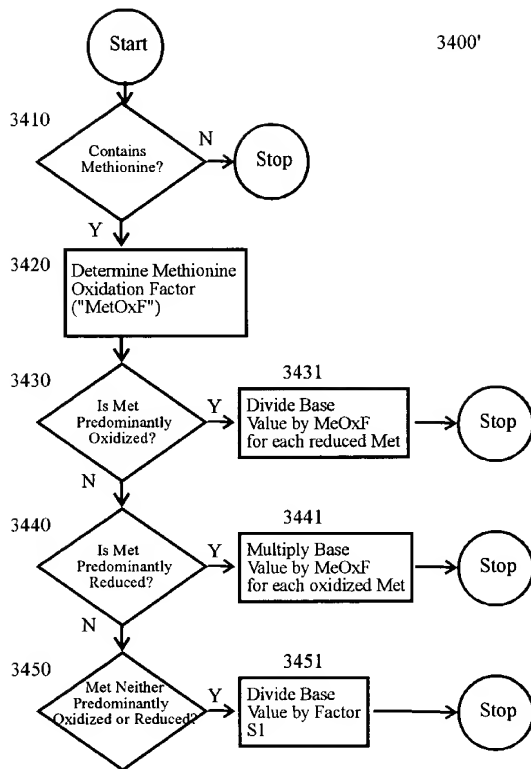 Start
3400'
3410
Contains
Methionine?
N
Stop
Y
3420
Determine Methionine
Oxidation Factor
("MetOxF")
3430
Is Met
Predominantly
Oxidized?
Y
3431
Divide Base
Value by MeOxF
for each reduced Met
Stop
N
3440
Is Met
Predominantly
Reduced?
Y
3441
Multiply Base
Value by MeOxF
for each oxidized Met
Stop
N
3450
Met Neither
Predominantly
Oxidized or Reduced?
Y
3451
Divide Base
Value by Factor
S1
Stop